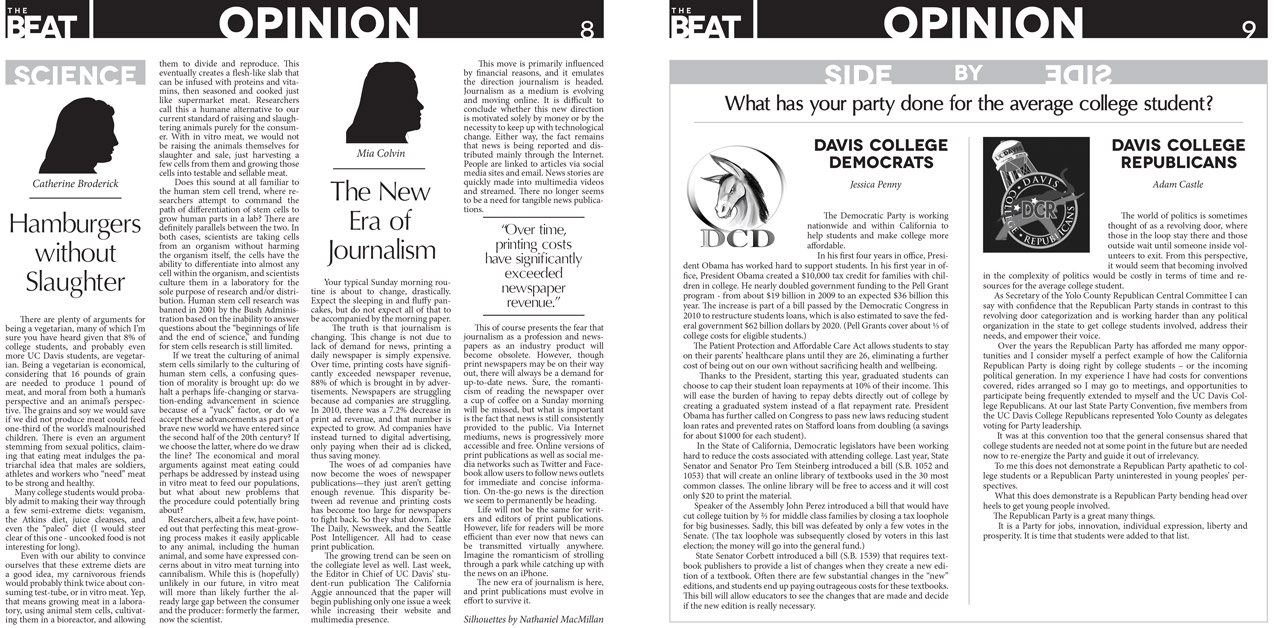 THE
BEAT
OPINION
8
SCIENCE
Catherine Broderick
Hamburgers
without
Slaughter
There are plenty of arguments for
being a vegetarian, many of which I'm
sure you have heard given that 8% of
college students, and probably even
more UC Davis students, are vegetar-
ian. Being a vegetarian is economical,
considering that 16 pounds of grain
are needed to produce 1 pound of
meat, and moral from both a human's
perspective and an animal's perspec-
tive. The grains and soy we would save
if we did not produce meat could feed
one-third of the world's malnourished
children. There is even an argument
stemming from sexual politics, claim-
ing that eating meat indulges the pa-
triarchal idea that males are soldiers,
athletes and workers who "need" meat
to be strong and healthy.
Many college students would proba-
bly admit to making their way through
a few semi-extreme diets: veganism,
the Atkins diet, juice cleanses, and
even the "paleo" diet (I would steer
clear of this one - uncooked food is not
interesting for long).
Even with our ability to convince
ourselves that these extreme diets are
a good idea, my carnivorous friends
would probably think twice about con-
suming test-tube, or in vitro meat. Yep,
that means growing meat in a labora-
tory, using animal stem cells, cultivat-
ing them in a bioreactor, and allowing
them to divide and reproduce. This
eventually creates a flesh-like slab that
can be infused with proteins and vita-
mins, then seasoned and cooked just
like supermarket meat. Researchers
call this a humane alternative to our
current standard of raising and slaugh-
tering animals purely for the consum-
er. With in vitro meat, we would not
be raising the animals themselves for
slaughter and sale, just harvesting a
few cells from them and growing those
cells into testable and sellable meat.
Does this sound at all familiar to
the human stem cell trend, where re-
searchers attempt to command the
path of differentiation of stem cells to
grow human parts in a lab? There are
definitely parallels between the two. In
both cases, scientists are taking cells
from an organism without harming
the organism itself, the cells have the
ability to differentiate into almost any
cell within the organism, and scientists
culture them in a laboratory for the
sole purpose of research and/or distri-
bution. Human stem cell research was
banned in 2001 by the Bush Adminis-
tration based on the inability to answer
questions about the "beginnings of life
and the end of science," and funding
for stem cells research is still limited.
If we treat the culturing of animal
stem cells similarly to the culturing of
human stem cells, a confusing ques-
tion of morality is brought up: do we
halt a perhaps life-changing or starva-
tion-ending advancement in science
because of a "yuck" factor, or do we
accept these advancements as part of a
brave new world we have entered since
the second half of the 20th century? If
we choose the latter, where do we draw
the line? The economical and moral
arguments against meat eating could
perhaps be addressed by instead using
in vitro meat to feed our populations,
but what about new problems that
the procedure could potentially bring
about?
Researchers, albeit a few, have point-
ed out that perfecting this meat-grow-
ing process makes it easily applicable
to any animal, including the human
animal, and some have expressed con-
cerns about in vitro meat turning into
cannibalism. While this is (hopefully)
unlikely in our future, in vitro meat
will more than likely further the al-
ready large gap between the consumer
and the producer: formerly the farmer,
now the scientist.
Mia Colvin
The New
Era of
Journalism
Your typical Sunday morning rou-
tine is about to change, drastically.
Expect the sleeping in and fluffy pan-
cakes, but do not expect all of that to
be accompanied by the morning paper.
The truth is that journalism is
changing. This change is not due to
lack of demand for news, printing a
daily newspaper is simply expensive.
Over time, printing costs have signifi-
cantly exceeded newspaper revenue,
88% of which is brought in by adver-
tisements. Newspapers are struggling
because ad companies are struggling.
In 2010, there was a 7.2% decrease in
print ad revenue, and that number is
expected to grow. Ad companies have
instead turned to digital advertising,
only paying when their ad is clicked,
thus saving money.
The woes of ad companies have
now become the woes of newspaper
publications—they just aren't getting
enough revenue. This disparity be-
tween ad revenue and printing costs
has become too large for newspapers
to fight back. So they shut down. Take
The Daily, Newsweek, and the Seattle
Post Intelligencer. All had to cease
print publication.
The growing trend can be seen on
the collegiate level as well. Last week,
the Editor in Chief of UC Davis' stu-
dent-run publication The California
Aggie announced that the paper will
begin publishing only one issue a week
while increasing their website and
multimedia presence.
This move is primarily influenced
by financial reasons, and it emulates
the direction journalism is headed.
Journalism as a medium is evolving
and moving online. It is difficult to
conclude whether this new direction
is motivated solely by money or by the
necessity to keep up with technological
change. Either way, the fact remains
that news is being reported and dis-
tributed mainly through the Internet.
People are linked to articles via social
media sites and email. News stories are
quickly made into multimedia videos
and streamed. There no longer seems
to be a need for tangible news publica-
tions.
"Over time,
printing costs
have significantly
exceeded
newspaper
revenue."
This of course presents the fear that
journalism as a profession and news-
papers as an industry product will
become obsolete. However, though
print newspapers may be on their way
out, there will always be a demand for
up-to-date news. Sure, the romanti-
cism of reading the newspaper over
a cup of coffee on a Sunday morning
will be missed, but what is important
is the fact that news is still consistently
provided to the public. Via Internet
mediums, news is progressively more
accessible and free. Online versions of
print publications as well as social me-
dia networks such as Twitter and Face-
book allow users to follow news outlets
for immediate and concise informa-
tion. On-the-go news is the direction
we seem to permanently be heading.
Life will not be the same for writ-
ers and editors of print publications.
However, life for readers will be more
efficient than ever now that news can
be transmitted virtually anywhere.
Imagine the romanticism of strolling
through a park while catching up with
the news on an iPhone.
The new era of journalism is here,
and print publications must evolve in
effort to survive it.
Silhouettes by Nathaniel MacMillan
THE
BEAT
OPINION
9
SIDE BY SIDE
What has your party done for the average college student?
DCD
DAVIS COLLEGE
DEMOCRATS
Jessica Penny
The Democratic Party is working
nationwide and within California to
help students and make college more
affordable.
In his first four years in office, Presi-
dent Obama has worked hard to support students. In his first year in of-
fice, President Obama created a $10,000 tax credit for families with chil-
dren in college. He nearly doubled government funding to the Pell Grant
program - from about $19 billion in 2009 to an expected $36 billion this
year. The increase is part of a bill passed by the Democratic Congress in
2010 to restructure students loans, which is also estimated to save the fed-
eral government $62 billion dollars by 2020. (Pell Grants cover about ⅓ of
college costs for eligible students.)
The Patient Protection and Affordable Care Act allows students to stay
on their parents' healthcare plans until they are 26, eliminating a further
cost of being out on our own without sacrificing health and wellbeing.
Thanks to the President, starting this year, graduated students can
choose to cap their student loan repayments at 10% of their income. This
will ease the burden of having to repay debts directly out of college by
creating a graduated system instead of a flat repayment rate. President
Obama has further called on Congress to pass new laws reducing student
loan rates and prevented rates on Stafford loans from doubling (a savings
for about $1000 for each student).
In the State of California, Democratic legislators have been working
hard to reduce the costs associated with attending college. Last year, State
Senator and Senator Pro Tem Steinberg introduced a bill (S.B. 1052 and
1053) that will create an online library of textbooks used in the 30 most
common classes. The online library will be free to access and it will cost
only $20 to print the material.
Speaker of the Assembly John Perez introduced a bill that would have
cut college tuition by ⅔ for middle class families by closing a tax loophole
for big businesses. Sadly, this bill was defeated by only a few votes in the
Senate. (The tax loophole was subsequently closed by voters in this last
election; the money will go into the general fund.)
State Senator Corbett introduced a bill (S.B. 1539) that requires text-
book publishers to provide a list of changes when they create a new edi-
tion of a textbook. Often there are few substantial changes in the "new"
editions, and students end up paying outrageous costs for these textbooks.
This bill will allow educators to see the changes that are made and decide
if the new edition is really necessary.
UC DAVIS
DAVIS
COLLEGE
DCR
REPUBLICANS
DAVIS COLLEGE
REPUBLICANS
Adam Castle
The world of politics is sometimes
thought of as a revolving door, where
those in the loop stay there and those
outside wait until someone inside vol-
unteers to exit. From this perspective,
it would seem that becoming involved
in the complexity of politics would be costly in terms of time and re-
sources for the average college student.
As Secretary of the Yolo County Republican Central Committee I can
say with confidence that the Republican Party stands in contrast to this
revolving door categorization and is working harder than any political
organization in the state to get college students involved, address their
needs, and empower their voice.
Over the years the Republican Party has afforded me many oppor-
tunities and I consider myself a perfect example of how the California
Republican Party is doing right by college students – or the incoming
political generation. In my experience I have had costs for conventions
covered, rides arranged so I may go to meetings, and opportunities to
participate being frequently extended to myself and the UC Davis Col-
lege Republicans. At our last State Party Convention, five members from
the UC Davis College Republicans represented Yolo County as delegates
voting for Party leadership.
It was at this convention too that the general consensus shared that
college students are needed not at some point in the future but are needed
now to re-energize the Party and guide it out of irrelevancy.
To me this does not demonstrate a Republican Party apathetic to col-
lege students or a Republican uninterested in young peoples' per-
spectives.
What this does demonstrate is a Republican Party bending head over
heels to get young people involved.
The Republican Party is a great many things.
It is a Party for jobs, innovation, individual expression, liberty and
prosperity. It is time that students were added to that list.